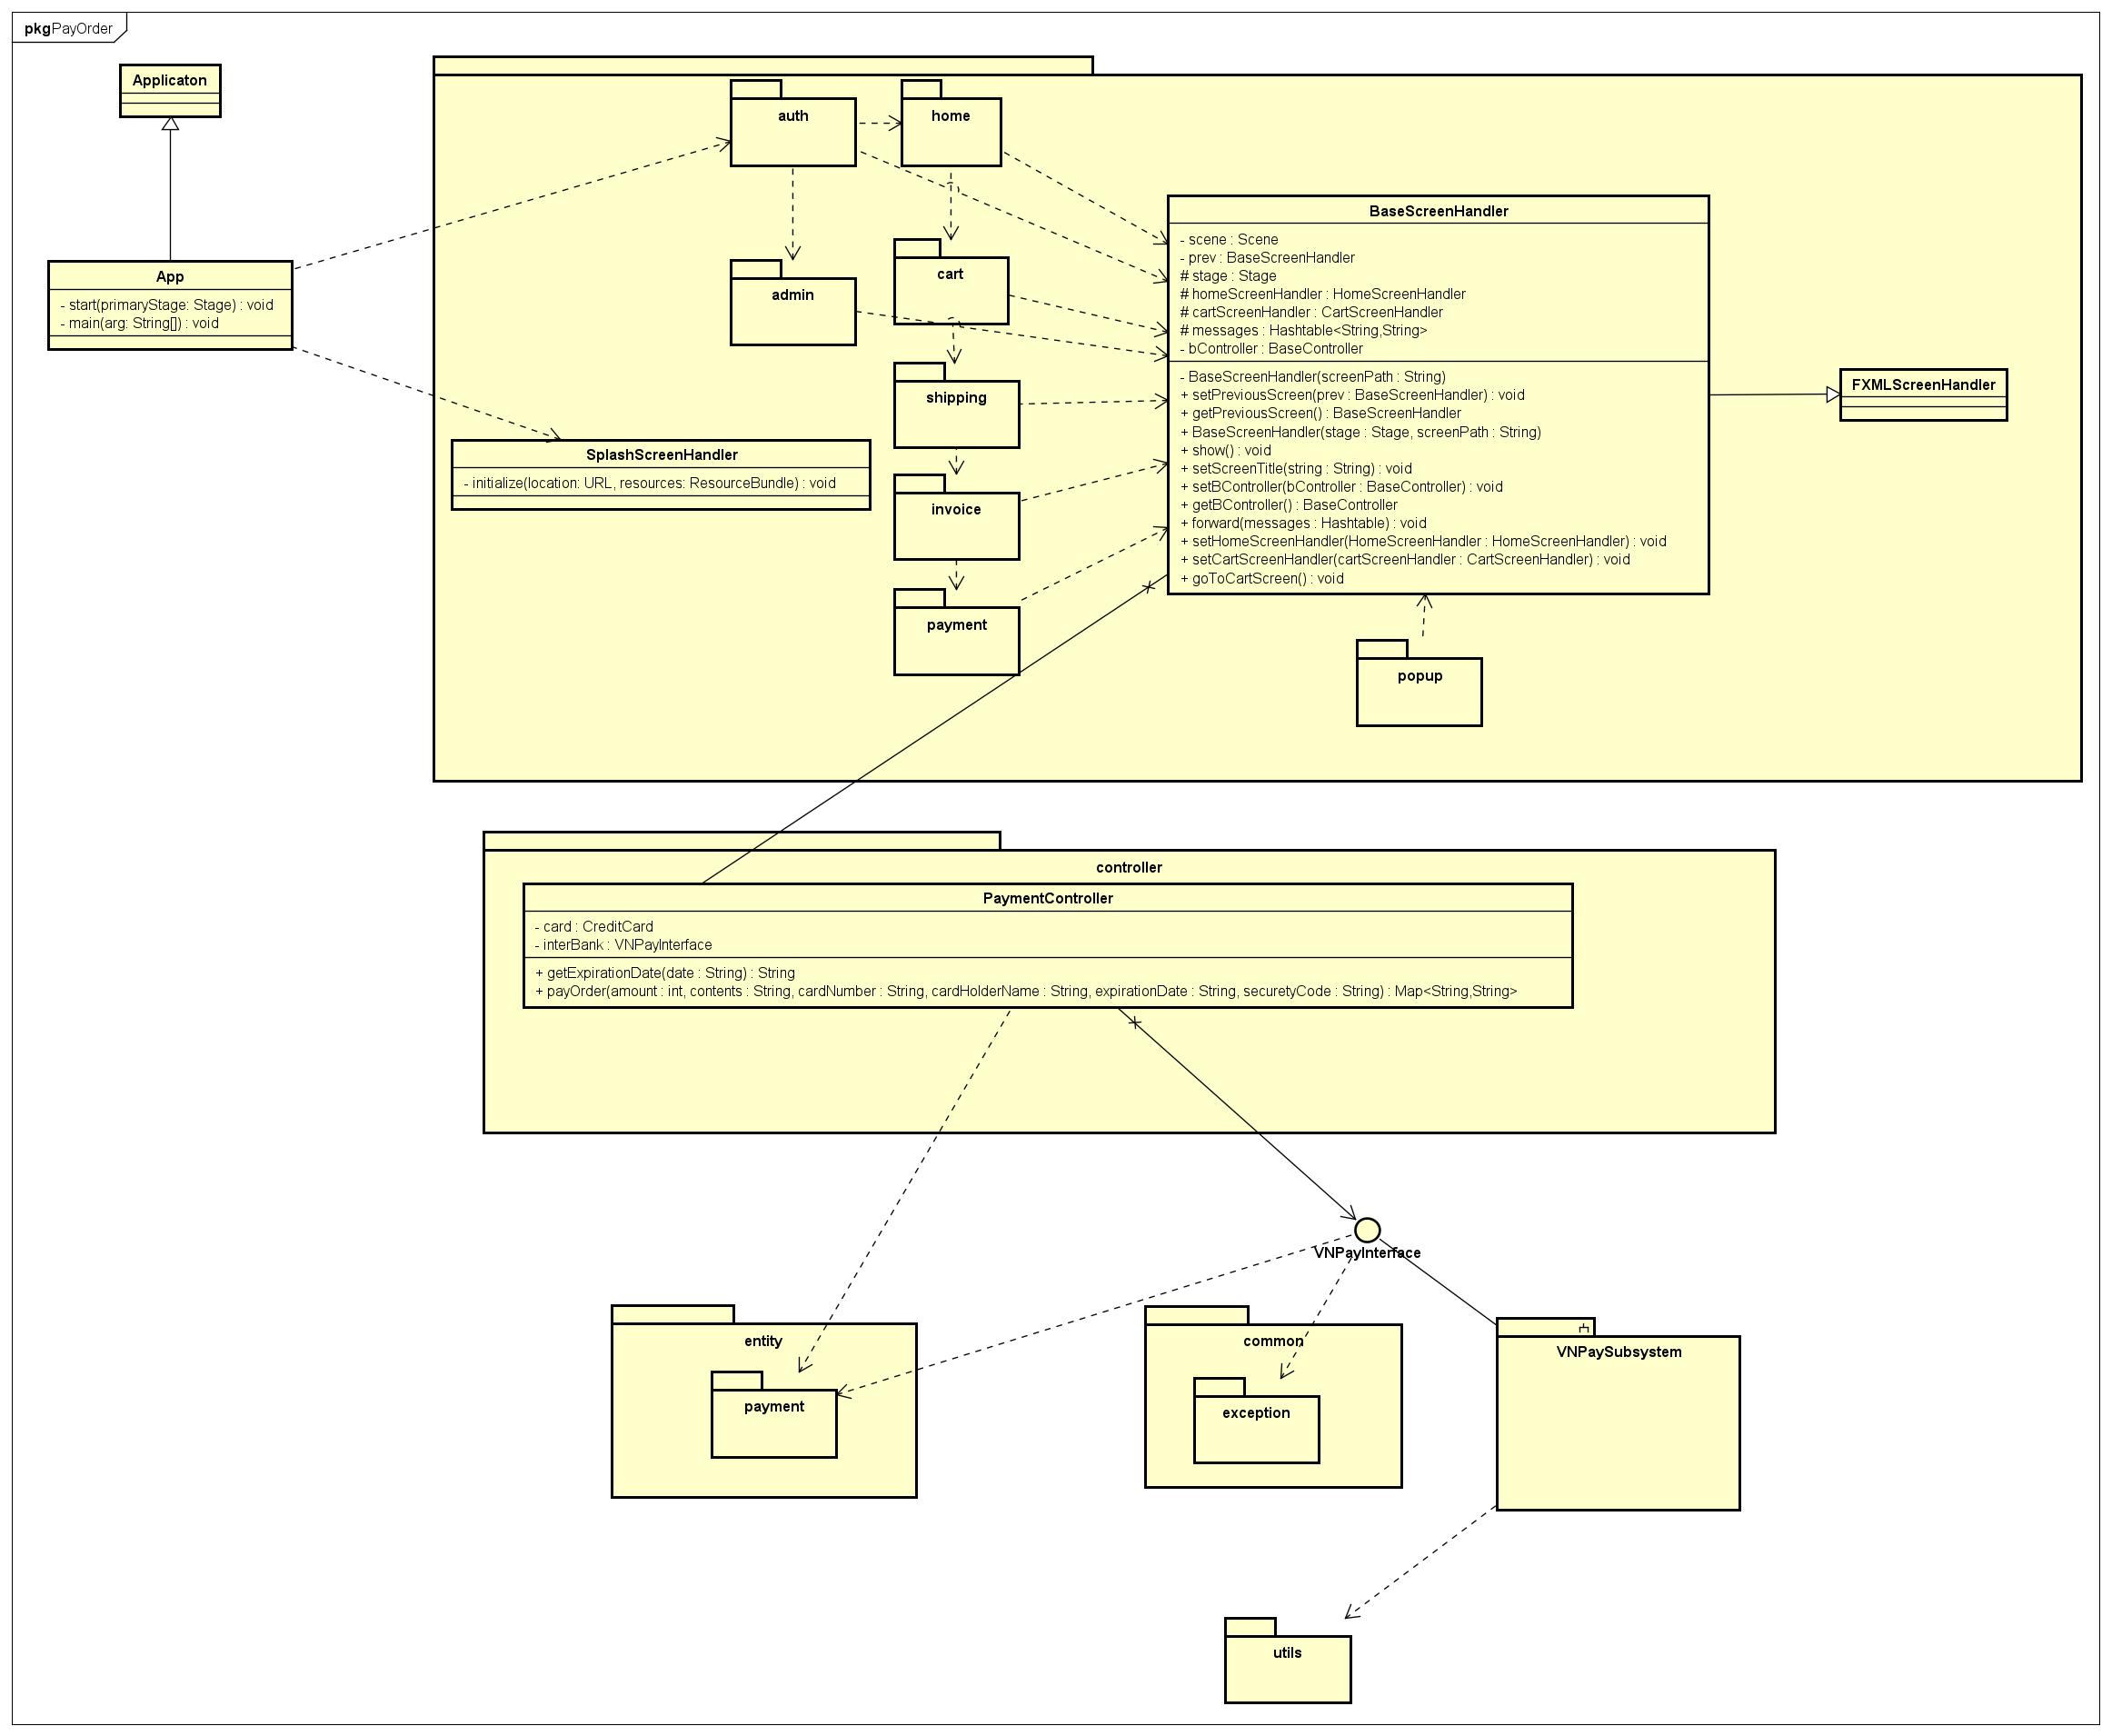 pkg PayOrder
Applicaton
auth
home
BaseScreenHandler
- scene : Scene
- prev : BaseScreenHandler
# stage : Stage
# homeScreenHandler : HomeScreenHandler
# cartScreenHandler : CartScreenHandler
# messages : Hashtable<String,String>
- bController : BaseController
- BaseScreenHandler(screenPath : String)
+ setPreviousScreen(prev : BaseScreenHandler) : void
+ getPreviousScreen() : BaseScreenHandler
+ BaseScreenHandler(stage : Stage, screenPath : String)
+ show() : void
+ setScreenTitle(string : String) : void
+ setBController(bController : BaseController) : void
+ getBController() : BaseController
+ forward(messages : Hashtable) : void
+ setHomeScreenHandler(HomeScreenHandler : HomeScreenHandler) : void
+ setCartScreenHandler(cartScreenHandler : CartScreenHandler) : void
+ goToCartScreen() : void
App
- start(primaryStage: Stage) : void
- main(arg: String[]) : void
admin
cart
FXMLScreenHandler
shipping
SplashScreenHandler
- initialize(location: URL, resources: ResourceBundle) : void
invoice
payment
popup
controller
PaymentController
- card : CreditCard
- interBank : VNPayInterface
+ getExpirationDate(date : String) : String
+ payOrder(amount : int, contents : String, cardNumber : String, cardHolderName : String, expirationDate : String, securetyCode : String) : Map<String,String>
VNPayInterface
entity
payment
common
exception
VNPaySubsystem
utils